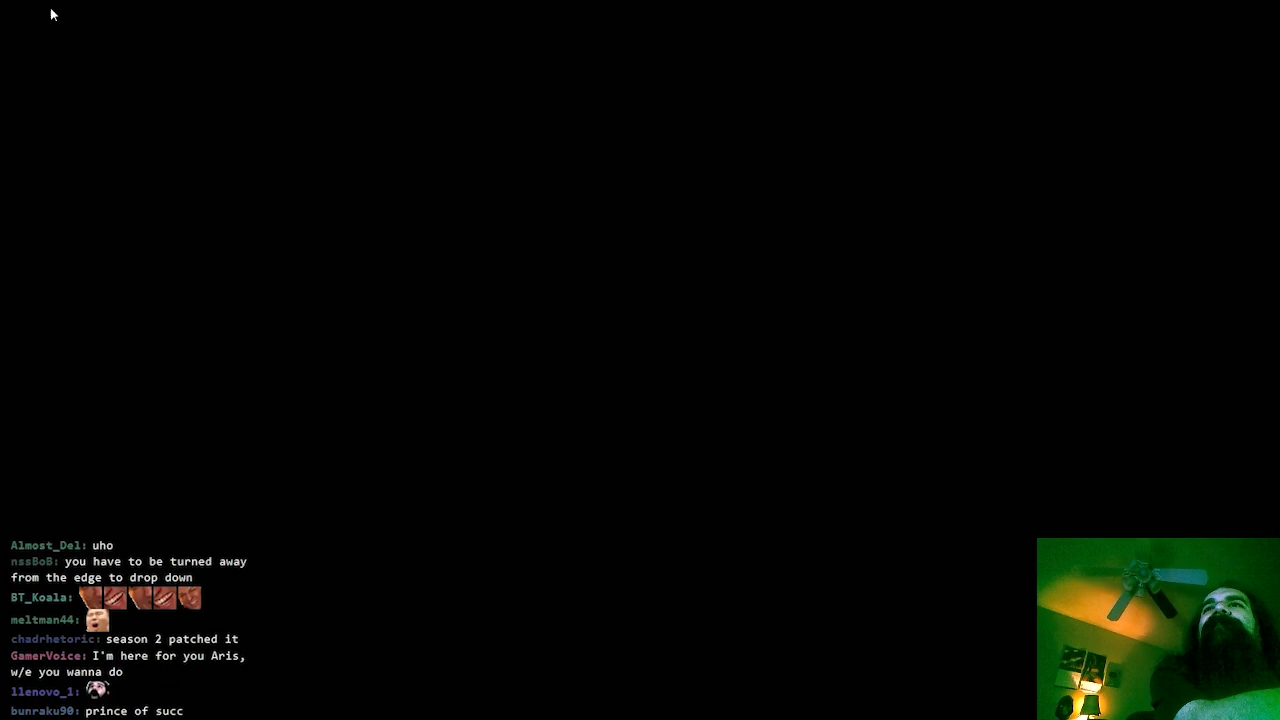 Almost_Del: uho
nssBoB: you have to be turned away
from the edge to drop down
BT_Koala:
meltman44:
chadrhetoric: season 2 patched it
GamerVoice: I'm here for you Aris,
w/e you wanna do
llenovo_1:
bunraku90: prince of succ